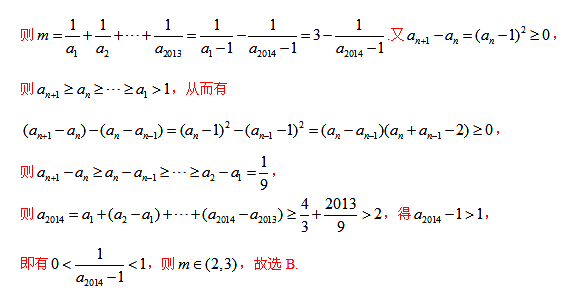 则 m = 1/a₁ + 1/a₂ + ⋯ + 1/a₂₀₁₃ = 1/(a₁−1) − 1/(a₂₀₁₄−1) = 3 − 1/(a₂₀₁₄−1) .又 aₙ₊₁ − aₙ = (aₙ−1)² ≥ 0，
则 aₙ₊₁ ≥ aₙ ≥ ⋯ ≥ a₁ > 1，从而有
(aₙ₊₁ − aₙ) − (aₙ − aₙ₋₁) = (aₙ−1)² − (aₙ₋₁−1)² = (aₙ − aₙ₋₁)(aₙ + aₙ₋₁ − 2) ≥ 0，
则 aₙ₊₁ − aₙ ≥ aₙ − aₙ₋₁ ≥ ⋯ ≥ a₂ − a₁ = 1/9，
则 a₂₀₁₄ = a₁ + (a₂ − a₁) + ⋯ + (a₂₀₁₄ − a₂₀₁₃) ≥ 4/3 + 2013/9 > 2，得 a₂₀₁₄ − 1 > 1，
即有 0 < 1/(a₂₀₁₄−1) < 1，则 m ∈ (2,3)，故选 B.